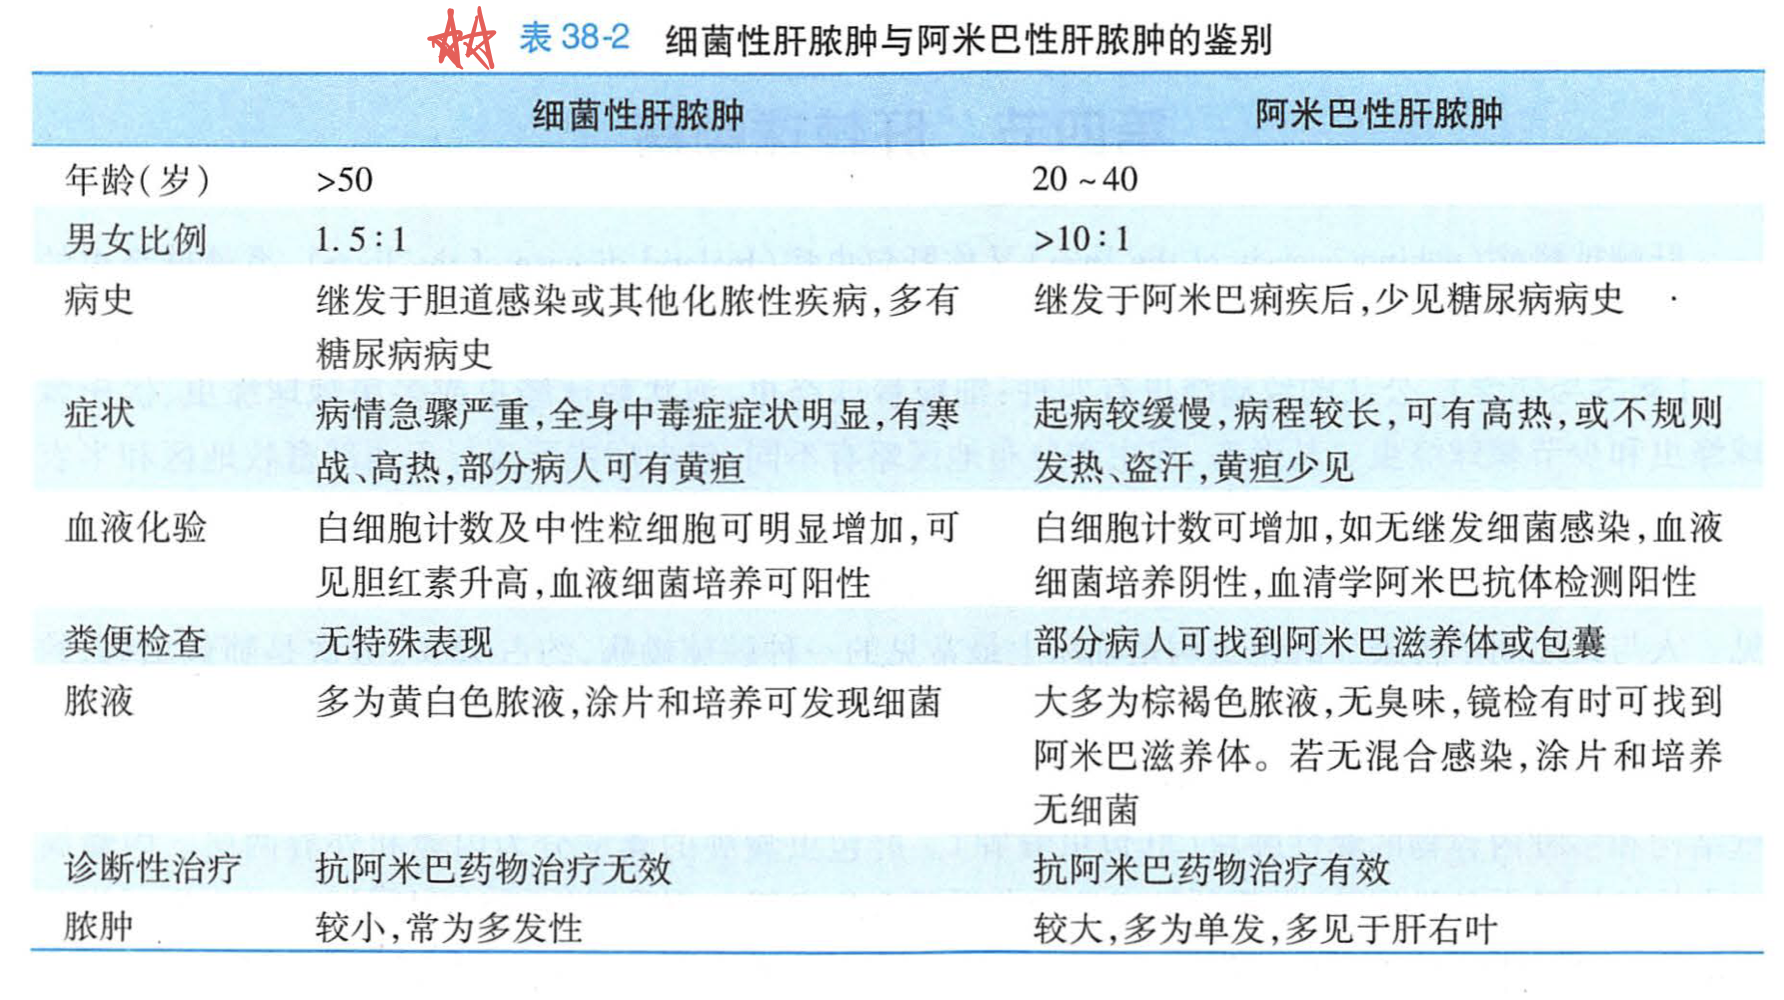 表 38-2 细菌性肝脓肿与阿米巴性肝脓肿的鉴别
细菌性肝脓肿 阿米巴性肝脓肿
年龄(岁) >50 20~40
男女比例 1.5:1 >10:1
病史 继发于胆道感染或其他化脓性疾病,多有 继发于阿米巴痢疾后,少见糖尿病病史
糖尿病病史
症状 病情急骤严重,全身中毒症症状明显,有寒 起病较缓慢,病程较长,可有高热,或不规则
战、高热,部分病人可有黄疸 发热、盗汗,黄疸少见
血液化验 白细胞计数及中性粒细胞可明显增加,可 白细胞计数可增加,如无继发细菌感染,血液
见胆红素升高,血液细菌培养可阳性 细菌培养阴性,血清学阿米巴抗体检测阳性
粪便检查 无特殊表现 部分病人可找到阿米巴滋养体或包囊
脓液 多为黄白色脓液,涂片和培养可发现细菌 大多为棕褐色脓液,无臭味,镜检有时可找到
阿米巴滋养体。若无混合感染,涂片和培养
无细菌
诊断性治疗 抗阿米巴药物治疗无效 抗阿米巴药物治疗有效
脓肿 较小,常为多发性 较大,多为单发,多见于肝右叶